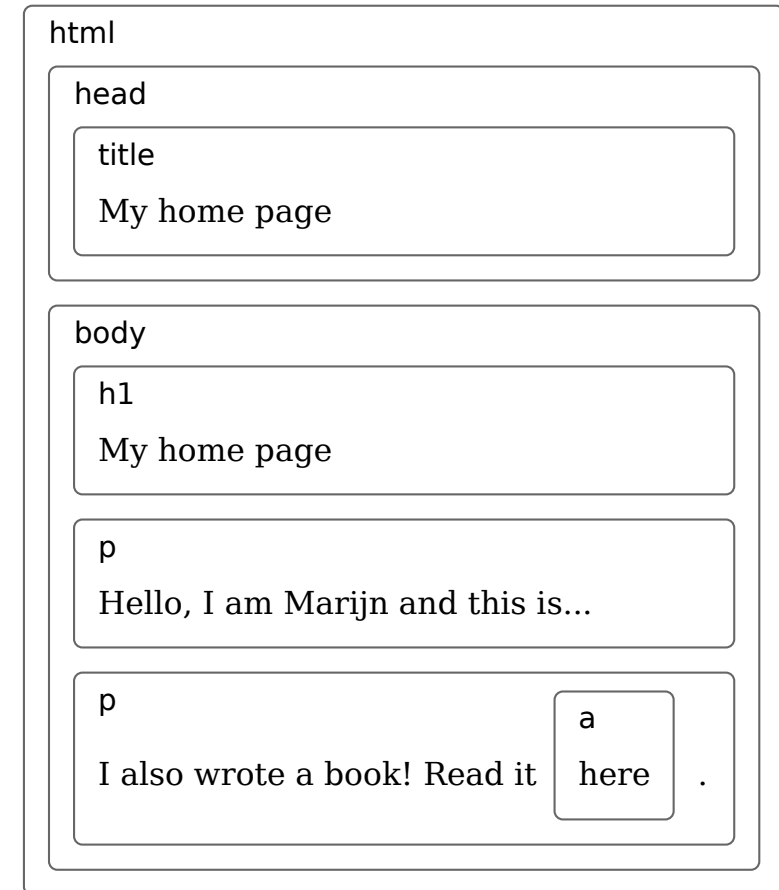 html
head
title
My home page
body
h1
My home page
p
Hello, I am Marijn and this is...
p
a
I also wrote a book! Read it here .